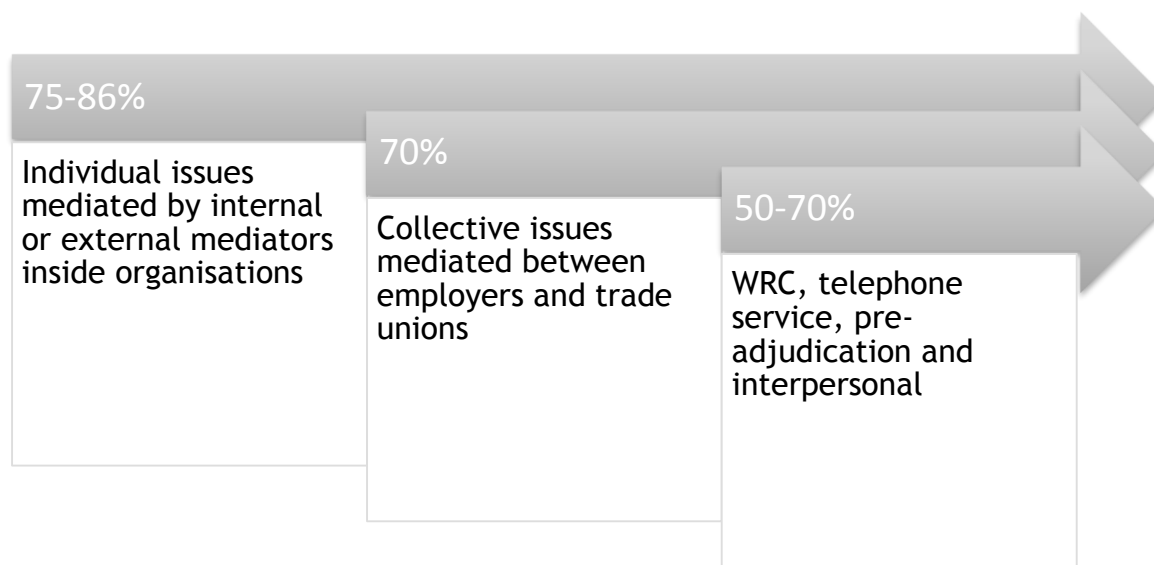 75-86%
Individual issues
mediated by internal
or external mediators
inside organisations
70%
Collective issues
mediated between
employers and trade
unions
50-70%
WRC, telephone
service, pre-
adjudication and
interpersonal